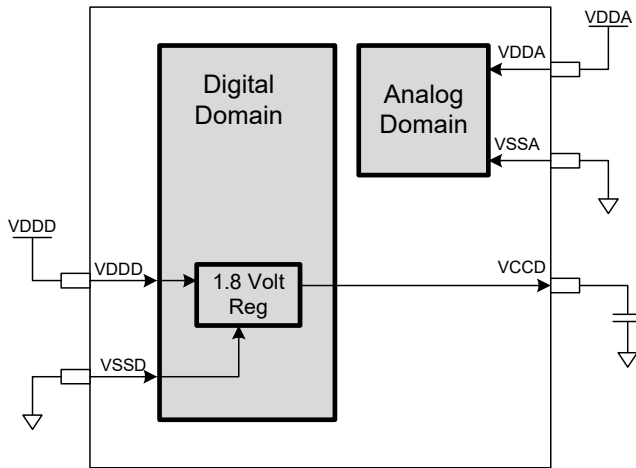 VDDA
VDDA
Digital
Domain
Analog
Domain
VSSA
VDDD
VDDD
1.8 Volt
Reg
VCCD
VSSD